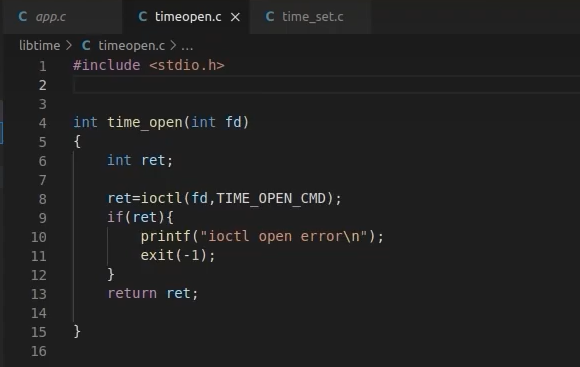 C app.c C timeopen.c × C time_set.c
libtime > C timeopen.c > ...
1 #include <stdio.h>
2
3
4 int time_open(int fd)
5 {
6 int ret;
7
8 ret=ioctl(fd,TIME_OPEN_CMD);
9 if(ret){
10 printf("ioctl open error\n");
11 exit(-1);
12 }
13 return ret;
14
15 }
16